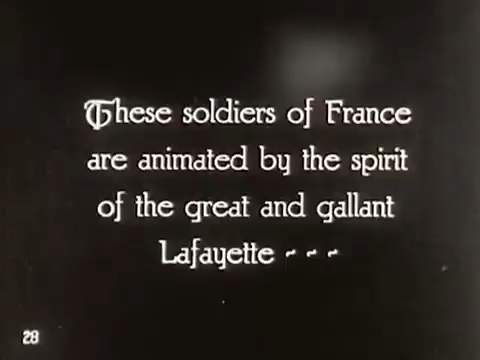 These soldiers of France
are animated by the spirit
of the great and gallant
Lafayette - - -
28